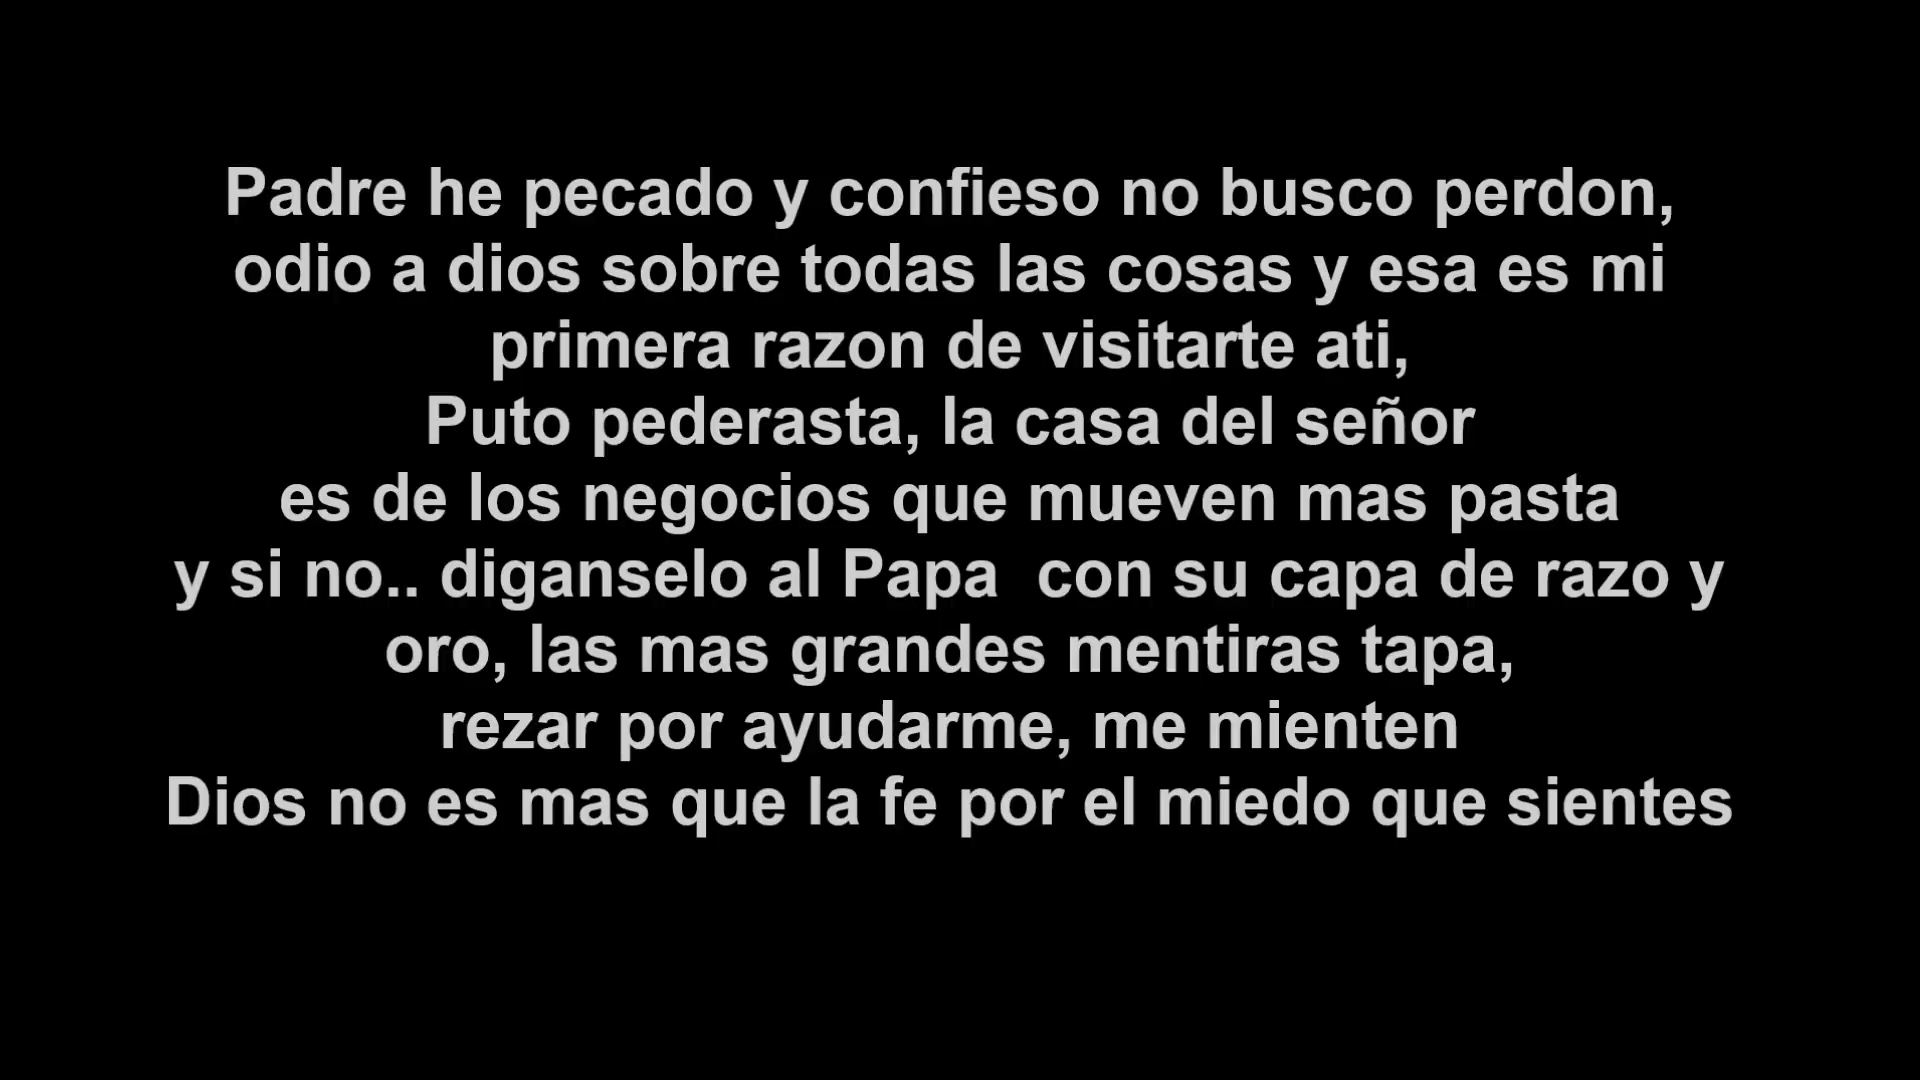 Padre he pecado y confieso no busco perdon,
odio a dios sobre todas las cosas y esa es mi
primera razon de visitarte ati,
Puto pederasta, la casa del señor
es de los negocios que mueven mas pasta
y si no.. diganselo al Papa  con su capa de razo y
oro, las mas grandes mentiras tapa,
rezar por ayudarme, me mienten
Dios no es mas que la fe por el miedo que sientes